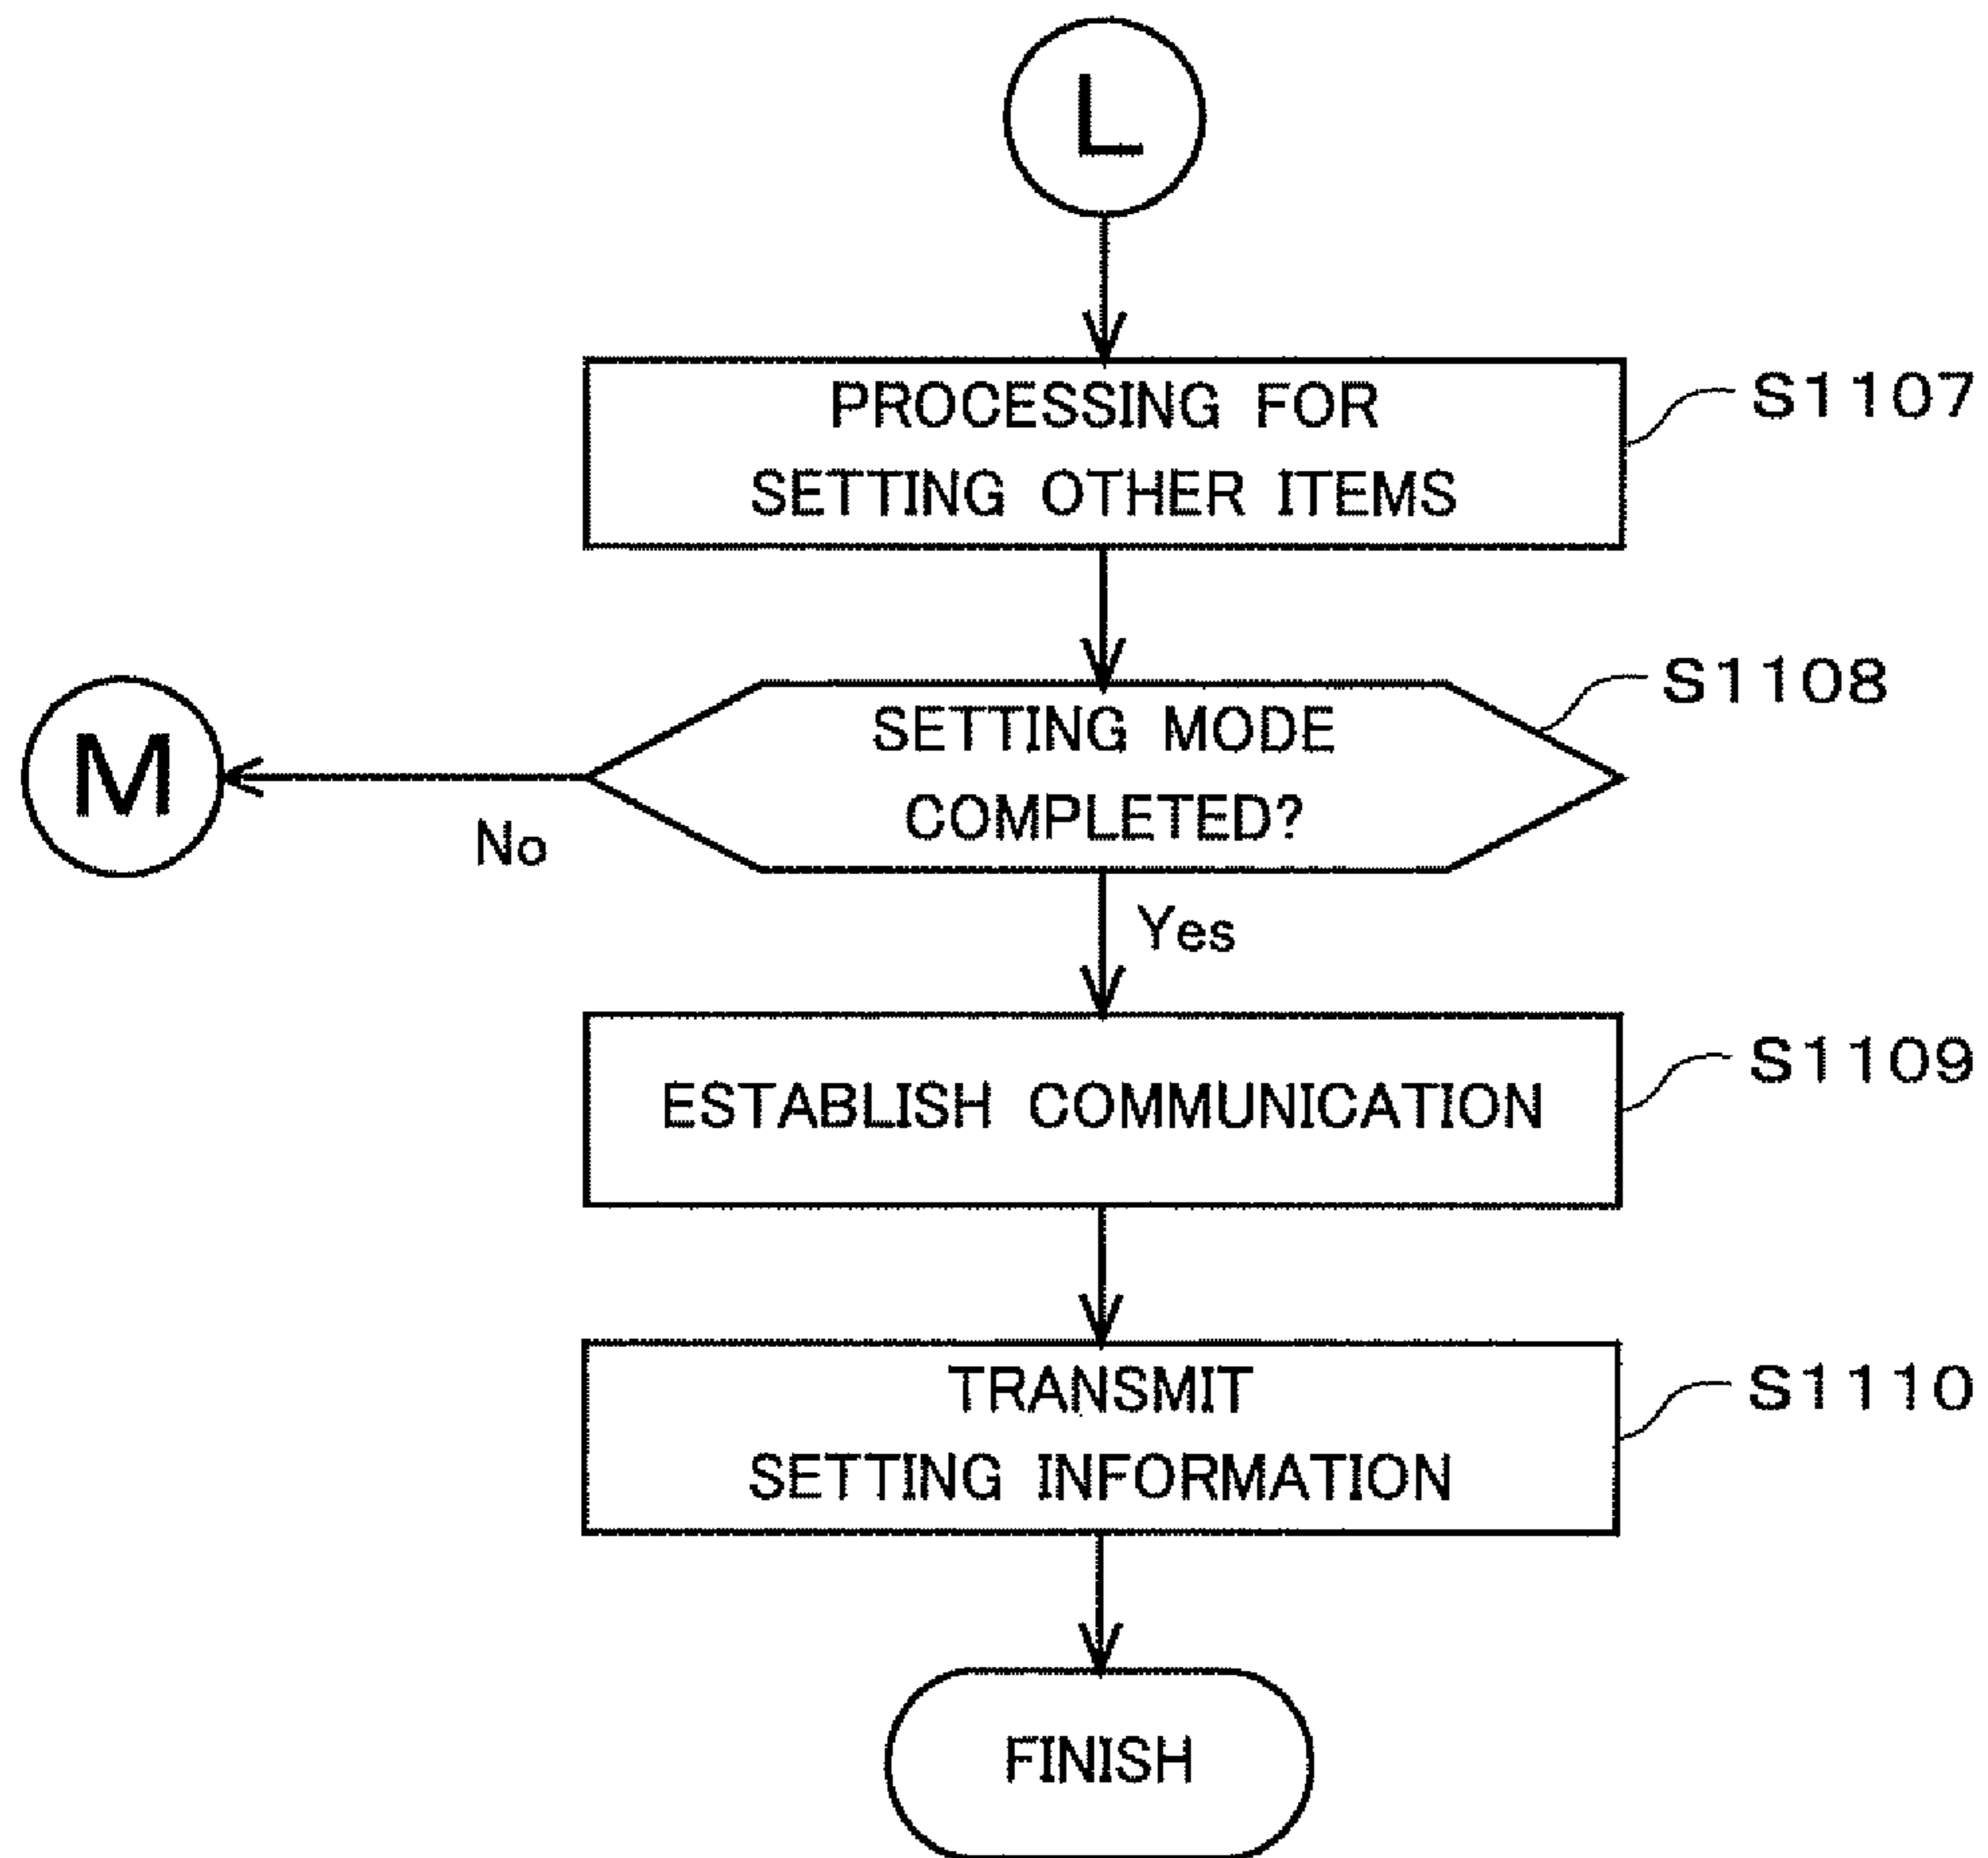 L
PROCESSING FOR
SETTING OTHER ITEMS
S1107
SETTING MODE
COMPLETED?
S1108
M
No
Yes
ESTABLISH COMMUNICATION
S1109
TRANSMIT
SETTING INFORMATION
S1110
FINISH